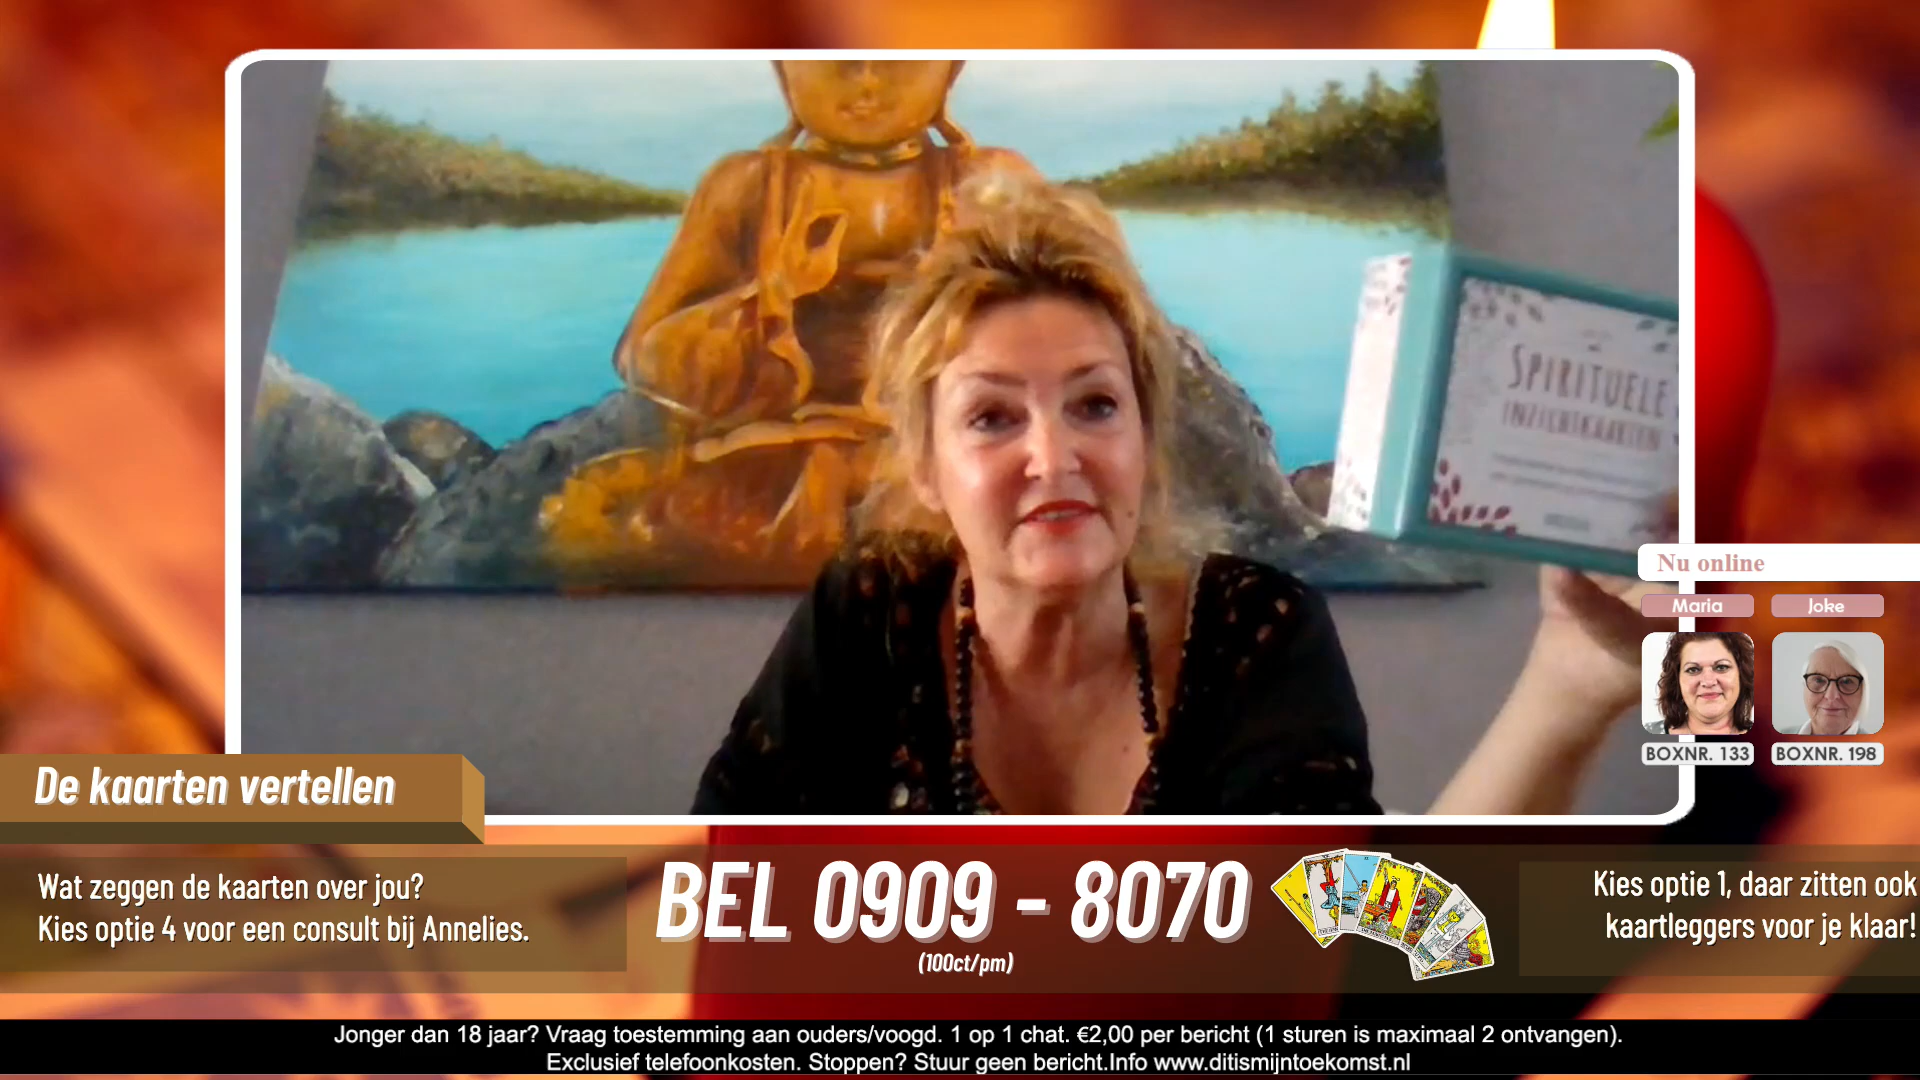 SPIRITUELE
INZICHTKAARTEN
Nu online
Maria
Joke
BOXNR. 133
BOXNR. 198
De kaarten vertellen
Wat zeggen de kaarten over jou?
Kies optie 4 voor een consult bij Annelies.
BEL 0909 - 8070
(100ct/pm)
Kies optie 1, daar zitten ook
kaartleggers voor je klaar!
Jonger dan 18 jaar? Vraag toestemming aan ouders/voogd. 1 op 1 chat. €2,00 per bericht (1 sturen is maximaal 2 ontvangen).
Exclusief telefoonkosten. Stoppen? Stuur geen bericht.Info www.ditismijntoekomst.nl